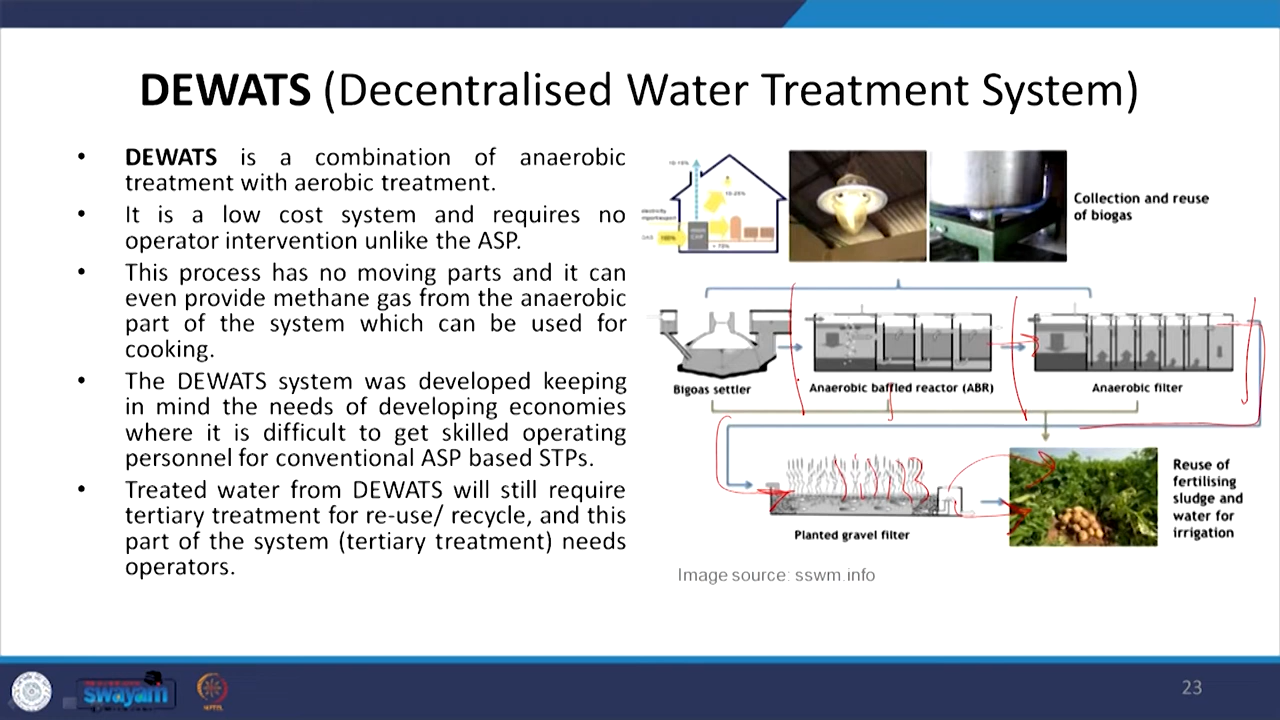 DEWATS (Decentralised Water Treatment System)
• DEWATS is a combination of anaerobic
treatment with aerobic treatment.
• It is a low cost system and requires no
operator intervention unlike the ASP.
• This process has no moving parts and it can
even provide methane gas from the anaerobic
part of the system which can be used for
cooking.
• The DEWATS system was developed keeping
in mind the needs of developing economies
where it is difficult to get skilled operating
personnel for conventional ASP based STPs.
• Treated water from DEWATS will still require
tertiary treatment for re-use/ recycle, and this
part of the system (tertiary treatment) needs
operators.
Collection and reuse
of biogas
Bigoas settler
Anaerobic baffled reactor (ABR)
Anaerobic filter
Planted gravel filter
Reuse of
fertilising
sludge and
water for
irrigation
Image source: sswm.info
swayam
23